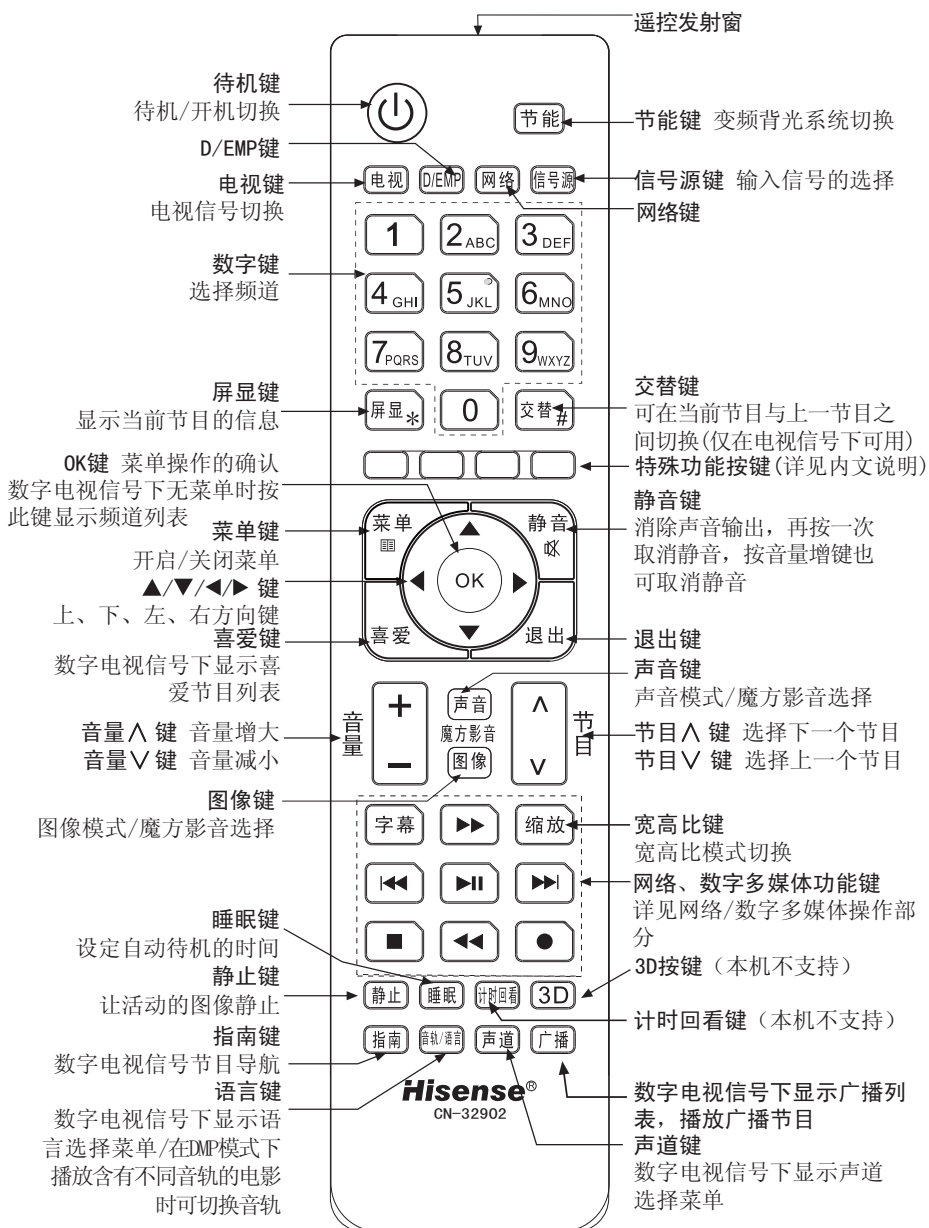 遥控发射窗
待机键
待机/开机切换
节能
节能键 变频背光系统切换
D/EMP键
电视键
电视信号切换
电视 D/EMP 网络 信号源
信号源键 输入信号的选择
网络键
数字键
选择频道
1 2ABC 3DEF
4GHI 5JKL 6MNO
7PQRS 8TUV 9WXYZ
屏显键
显示当前节目的信息
屏显* 0 交替#
交替键
可在当前节目与上一节目之
间切换(仅在电视信号下可用)
特殊功能按键(详见内文说明)
OK键 菜单操作的确认
数字电视信号下无菜单时按
此键显示频道列表
菜单键
开启/关闭菜单
▲/▼/◀/▶ 键
上、下、左、右方向键
喜爱键
数字电视信号下显示喜
爱节目列表
菜单 静音
OK
喜爱 退出
静音键
消除声音输出，再按一次
取消静音，按音量增键也
可取消静音
退出键
声音键
声音模式/魔方影音选择
音量∧ 键 音量增大
音量∨ 键 音量减小
音量 + −
声音
魔方影音
图像
∧ ∨ 节目
节目∧ 键 选择下一个节目
节目∨ 键 选择上一个节目
图像键
图像模式/魔方影音选择
字幕 缩放
宽高比键
宽高比模式切换
网络、数字多媒体功能键
详见网络/数字多媒体操作部
分
睡眠键
设定自动待机的时间
静止键
让活动的图像静止
静止 睡眠 计时回看 3D
3D按键（本机不支持）
计时回看键（本机不支持）
指南键
数字电视信号节目导航
指南 音轨/语言 声道 广播
语言键
数字电视信号下显示语
言选择菜单/在DMP模式下
播放含有不同音轨的电影
时可切换音轨
Hisense®
CN-32902
数字电视信号下显示广播列
表，播放广播节目
声道键
数字电视信号下显示声道
选择菜单